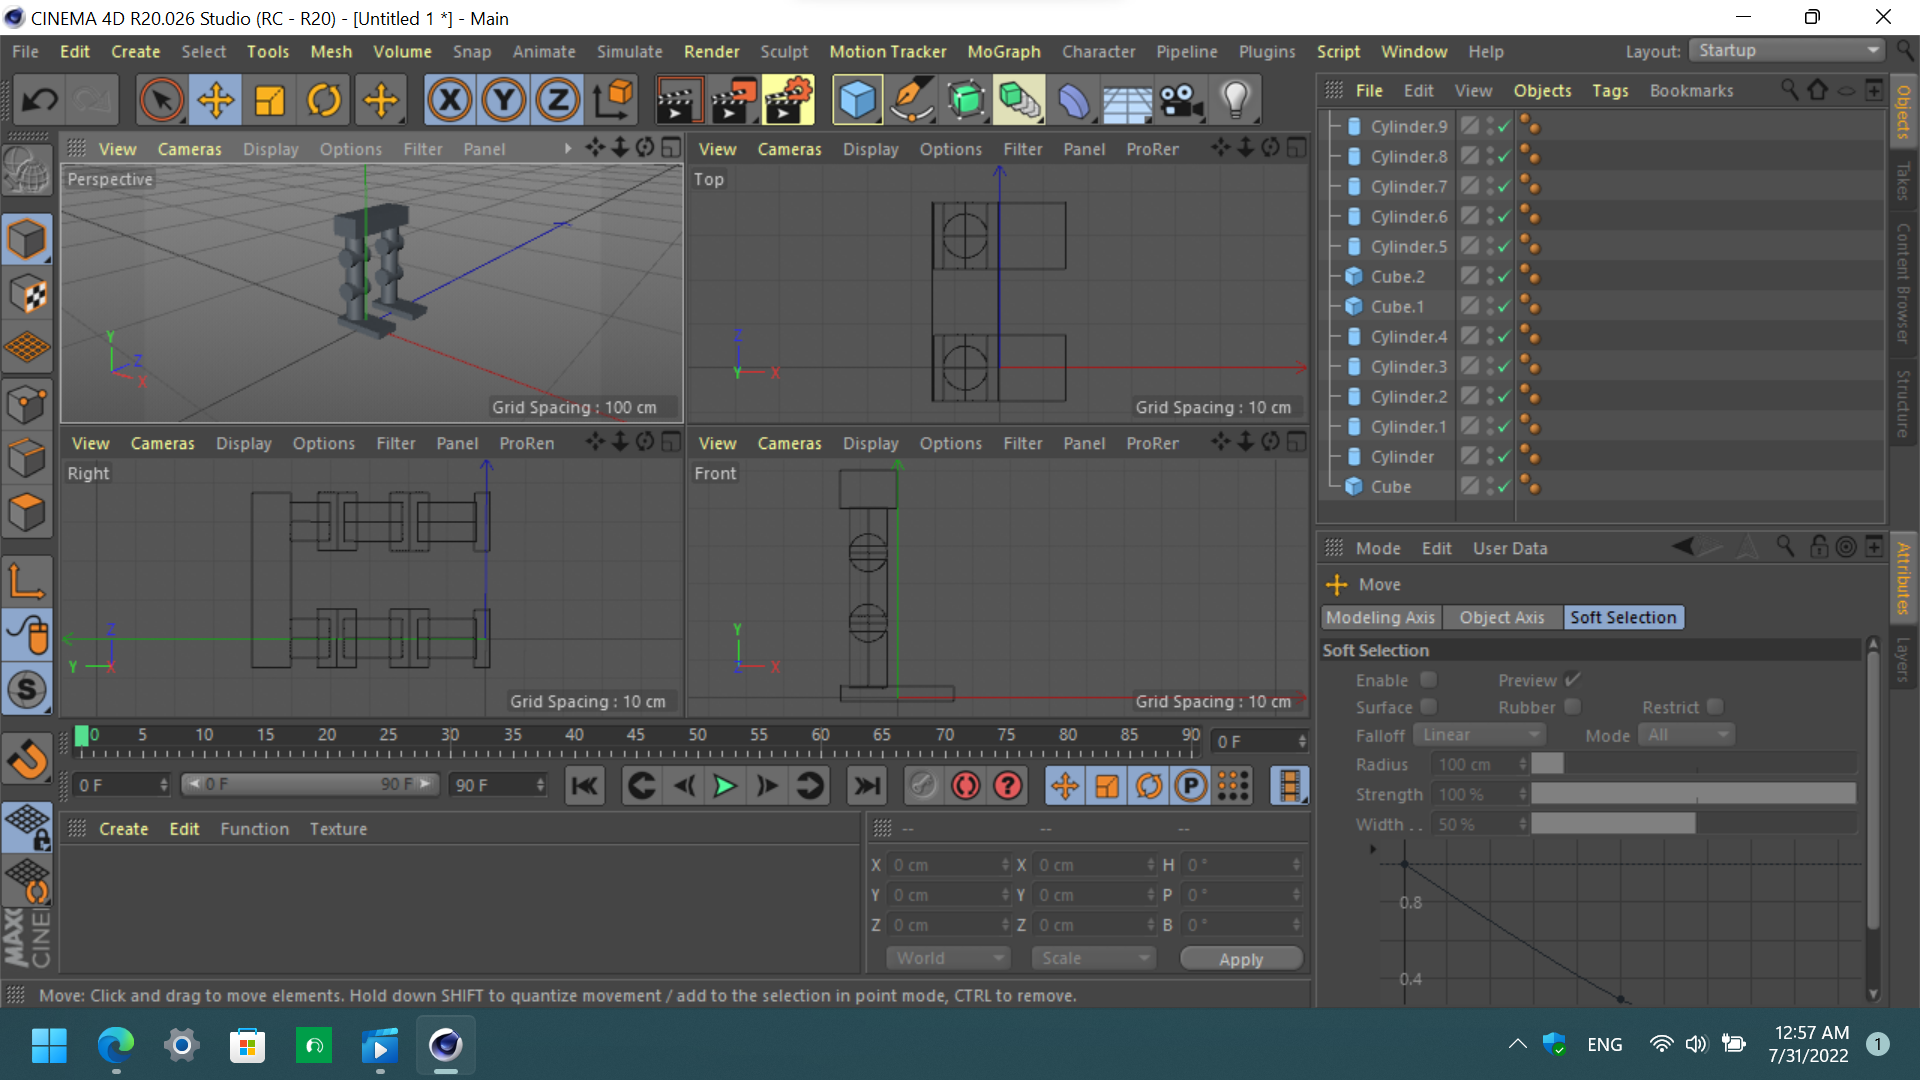 CINEMA 4D R20.026 Studio (RC - R20) - [Untitled 1 *] - Main
File Edit Create Select Tools Mesh Volume Snap Animate Simulate Render Sculpt Motion Tracker MoGraph Character Pipeline Plugins Script Window Help Layout: Startup
X Y Z
File Edit View Objects Tags Bookmarks
Objects
Takes
Content Browser
Structure
View Cameras Display Options Filter Panel
Perspective
Y
Z
X
Grid Spacing : 100 cm
View Cameras Display Options Filter Panel ProRer
Top
Z
Y X
Grid Spacing : 10 cm
Cylinder.9
Cylinder.8
Cylinder.7
Cylinder.6
Cylinder.5
Cube.2
Cube.1
Cylinder.4
Cylinder.3
Cylinder.2
Cylinder.1
Cylinder
Cube
View Cameras Display Options Filter Panel ProRen
Right
Z
Y X
Grid Spacing : 10 cm
View Cameras Display Options Filter Panel ProRer
Front
Y
Z X
Grid Spacing : 10 cm
Mode Edit User Data
Attributes
Layers
Move
Modeling Axis Object Axis Soft Selection
Soft Selection
Enable Preview
Surface Rubber Restrict
Falloff Linear Mode All
Radius 100 cm
Strength 100 %
Width . . 50 %
0.8
0.4
S
0 5 10 15 20 25 30 35 40 45 50 55 60 65 70 75 80 85 90 0 F
0 F 0 F 90 F 90 F ? P
Create Edit Function Texture
-- -- --
X 0 cm X 0 cm H 0 °
Y 0 cm Y 0 cm P 0 °
Z 0 cm Z 0 cm B 0 °
World Scale Apply
MAXO
CINE
Move: Click and drag to move elements. Hold down SHIFT to quantize movement / add to the selection in point mode, CTRL to remove.
ENG 12:57 AM
7/31/2022 1